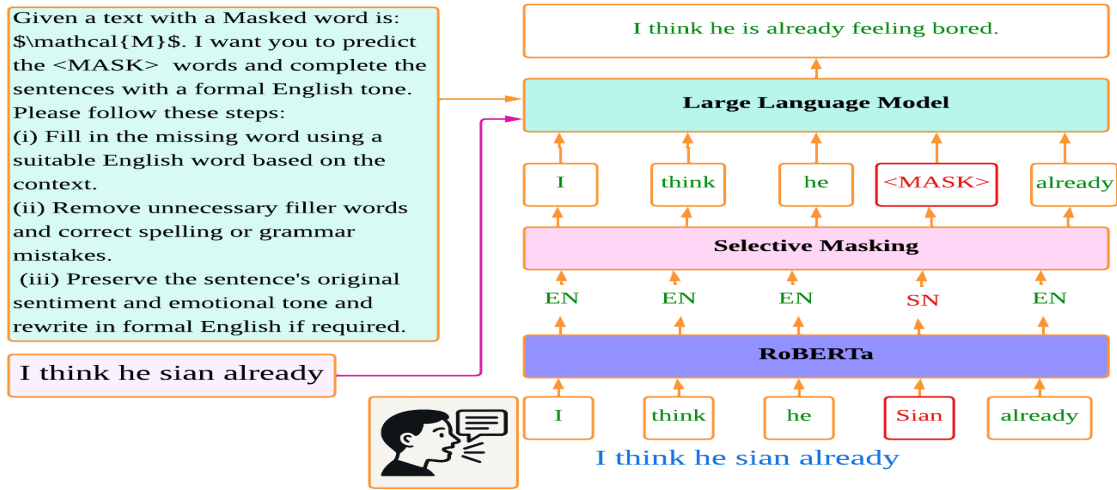 Given a text with a Masked word is:
$\mathcal{M}$. I want you to predict
the <MASK> words and complete the
sentences with a formal English tone.
Please follow these steps:
(i) Fill in the missing word using a
suitable English word based on the
context.
(ii) Remove unnecessary filler words
and correct spelling or grammar
mistakes.
(iii) Preserve the sentence's original
sentiment and emotional tone and
rewrite in formal English if required.
I think he sian already
I think he is already feeling bored.
Large Language Model
I think he <MASK> already
Selective Masking
EN EN EN SN EN
RoBERTa
I think he Sian already
I think he sian already